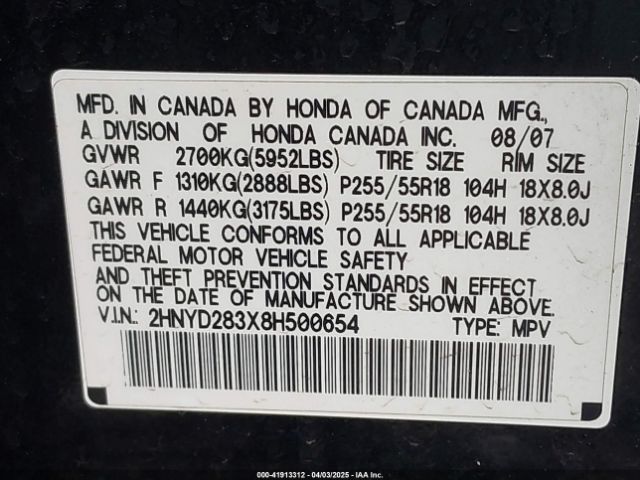 MFD. IN CANADA BY HONDA OF CANADA MFG.,
A DIVISION OF HONDA CANADA INC. 08/07
GVWR 2700KG(5952LBS) TIRE SIZE RIM SIZE
GAWR F 1310KG(2888LBS) P255/55R18 104H 18X8.0J
GAWR R 1440KG(3175LBS) P255/55R18 104H 18X8.0J
THIS VEHICLE CONFORMS TO ALL APPLICABLE
FEDERAL MOTOR VEHICLE SAFETY
AND THEFT PREVENTION STANDARDS IN EFFECT
ON THE DATE OF MANUFACTURE SHOWN ABOVE.
V.I.N.: 2HNYD283X8H500654 TYPE: MPV
000-41913312 - 04/03/2025 - IAA Inc.